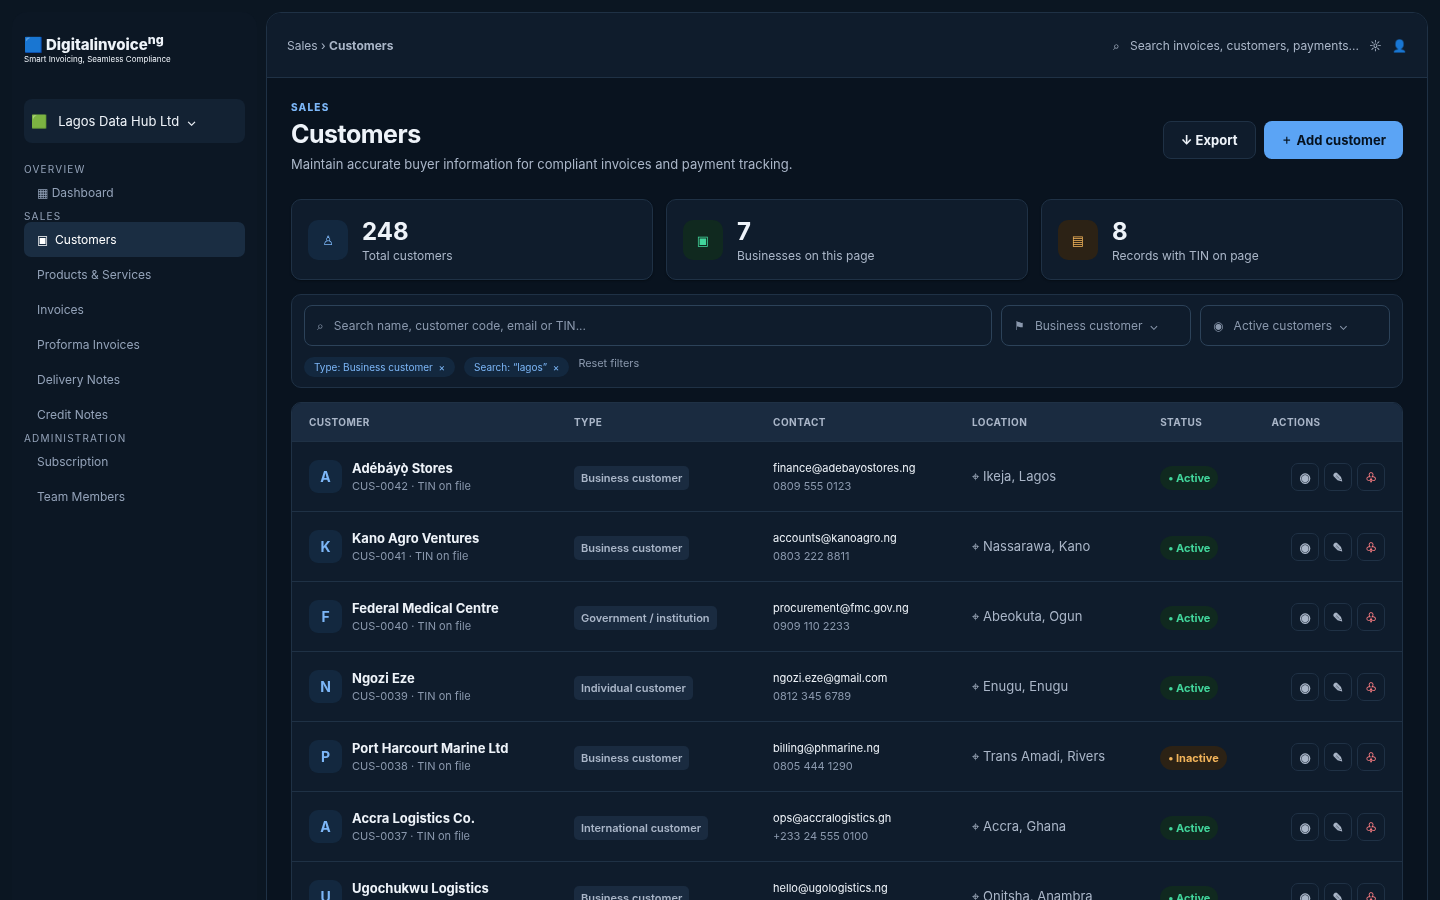 Digitalinvoiceng
Smart Invoicing, Seamless Compliance
Lagos Data Hub Ltd
OVERVIEW
Dashboard
SALES
Customers
Products & Services
Invoices
Proforma Invoices
Delivery Notes
Credit Notes
ADMINISTRATION
Subscription
Team Members
Sales › Customers
Search invoices, customers, payments...
SALES
Customers
Maintain accurate buyer information for compliant invoices and payment tracking.
↓ Export
+ Add customer
248
Total customers
7
Businesses on this page
8
Records with TIN on page
Search name, customer code, email or TIN...
Business customer
Active customers
Type: Business customer ×
Search: "lagos" ×
Reset filters
CUSTOMER TYPE CONTACT LOCATION STATUS ACTIONS
A Adébáyọ̀ Stores
CUS-0042 · TIN on file
Business customer
finance@adebayostores.ng
0809 555 0123
Ikeja, Lagos
• Active
K Kano Agro Ventures
CUS-0041 · TIN on file
Business customer
accounts@kanoagro.ng
0803 222 8811
Nassarawa, Kano
• Active
F Federal Medical Centre
CUS-0040 · TIN on file
Government / institution
procurement@fmc.gov.ng
0909 110 2233
Abeokuta, Ogun
• Active
N Ngozi Eze
CUS-0039 · TIN on file
Individual customer
ngozi.eze@gmail.com
0812 345 6789
Enugu, Enugu
• Active
P Port Harcourt Marine Ltd
CUS-0038 · TIN on file
Business customer
billing@phmarine.ng
0805 444 1290
Trans Amadi, Rivers
• Inactive
A Accra Logistics Co.
CUS-0037 · TIN on file
International customer
ops@accralogistics.gh
+233 24 555 0100
Accra, Ghana
• Active
U Ugochukwu Logistics
Business customer
hello@ugologistics.ng
Onitsha, Anambra
• Active